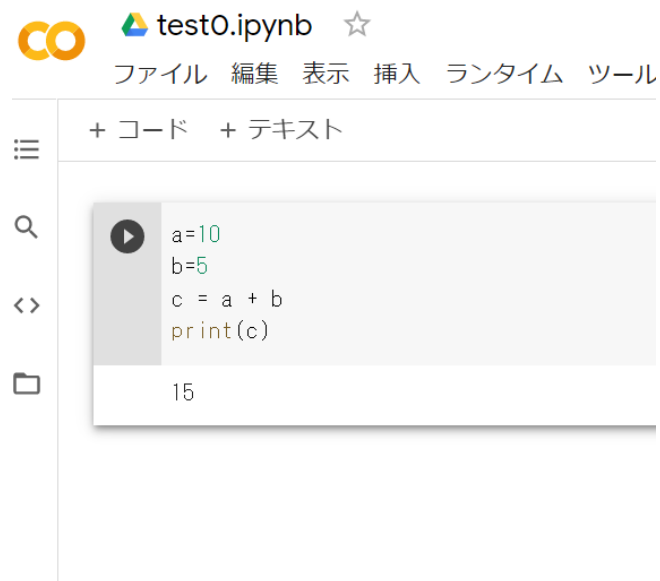 test0.ipynb
ファイル 編集 表示 挿入 ランタイム ツール
+ コード + テキスト
a=10
b=5
c = a + b
print(c)
15